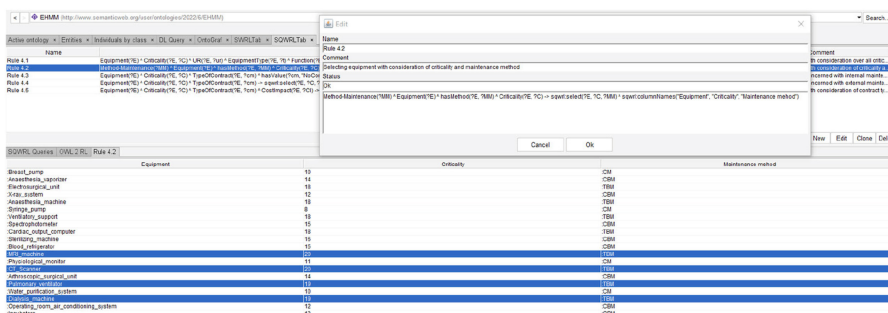 EHMM (http://www.semanticweb.org/user/ontologies/2022/6/EHMM)
Search...
Active ontology × Entities × Individuals by class × DL Query × OntoGraf × SWRLTab × SQWRLTab ×
Name
Comment
Rule 4.1
Rule 4.2
Rule 4.3
Rule 4.4
Rule 4.5
Edit
Name
Rule 4.2
Comment
Selecting equipment with consideration of criticality and maintenance method
Status
Ok
Method-Maintenance(?MM) ^ Equipment(?E) ^ hasMethod(?E, ?MM) ^ Criticality(?E, ?C) -> sqwrl:select(?E, ?C, ?MM) ^ sqwrl:columnNames("Equipment", "Criticality", "Maintenance mehod")
Cancel Ok
New Edit Clone Del
SQWRL Queries OWL 2 RL Rule 4.2
Equipment Criticality Maintenance mehod
:Breast_pump 10 :CM
:Anaesthesia_vaporizer 14 :CBM
:Electrosurgical_unit 18 :TBM
:X-ray_system 12 :CBM
:Anaesthesia_machine 18 :TBM
:Syringe_pump 8 :CM
:Ventilatory_support 18 :TBM
:Spectrophotometer 15 :CBM
:Cardiac_output_computer 18 :TBM
:Sterilizing_machine 15 :CBM
:Blood_refrigerator 15 :CBM
:MRI_machine 20 :TBM
:Physiological_monitor 11 :CM
:CT_Scanner 20 :TBM
:Arthroscopic_surgical_unit 14 :CBM
:Pulmonary_ventilator 19 :TBM
:Water_purification_system 10 :CM
:Dialysis_machine 19 :TBM
:Operating_room_air_conditioning_system 12 :CBM